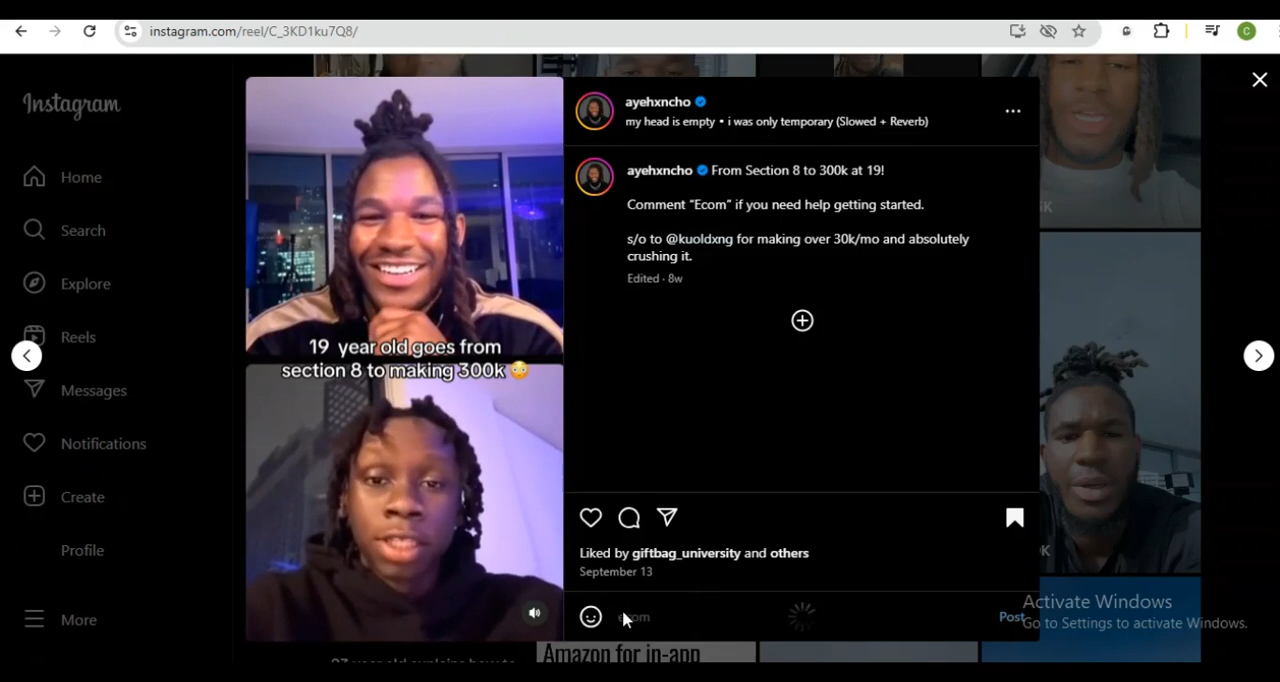 instagram.com/reel/C_3KD1ku7Q8/
Instagram
Home
Search
Explore
Reels
Messages
Notifications
Create
Profile
More
19 year old goes from
section 8 to making 300k 😳
ayehxncho
my head is empty • i was only temporary (Slowed + Reverb)
ayehxncho From Section 8 to 300k at 19!
Comment “Ecom” if you need help getting started.
s/o to @kuoldxng for making over 30k/mo and absolutely
crushing it.
Edited · 8w
Liked by giftbag_university and others
September 13
Post
Amazon for in-app
Activate Windows
Go to Settings to activate Windows.